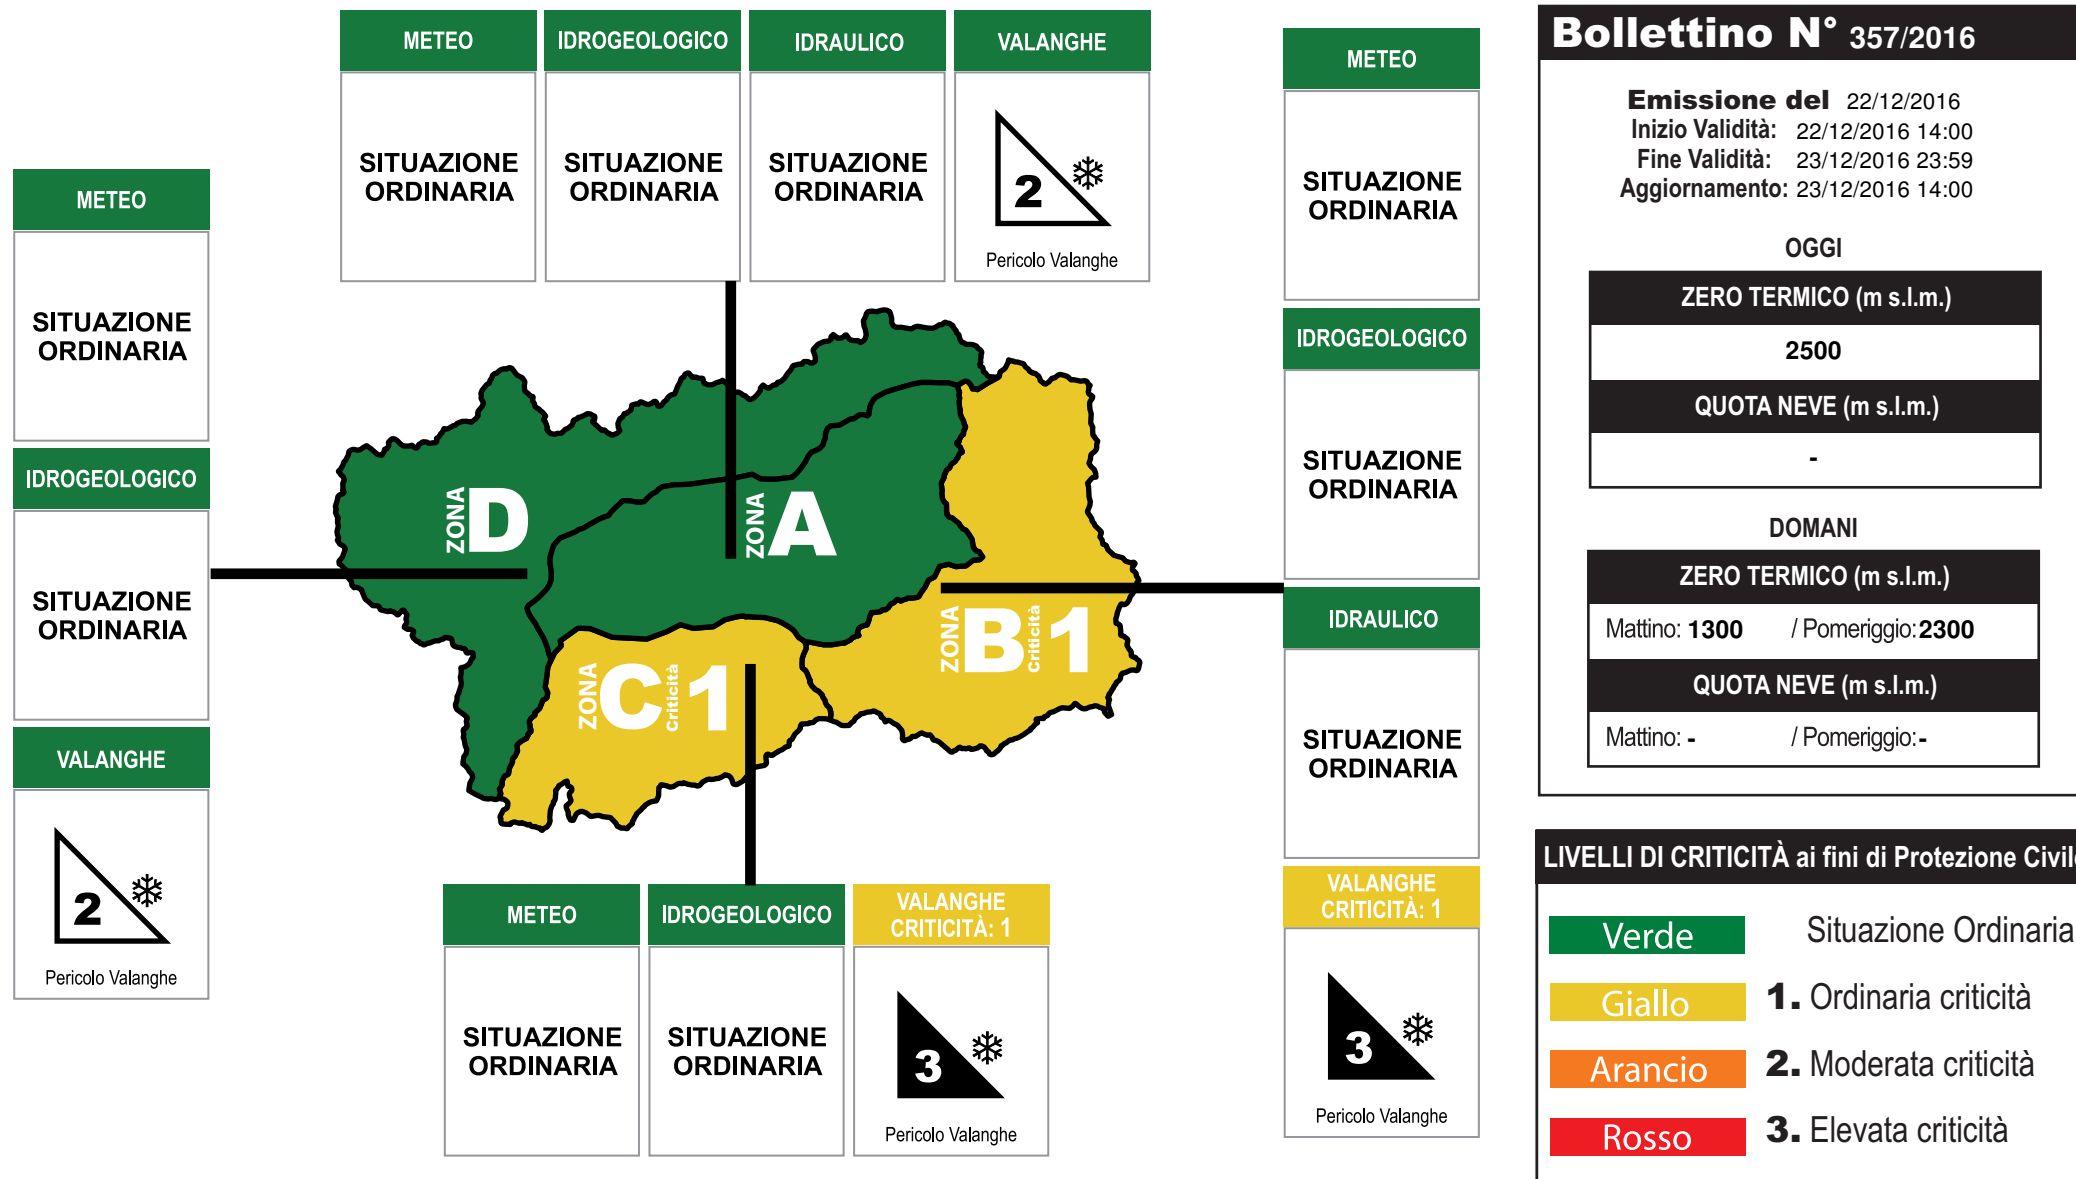 METEO
SITUAZIONE
ORDINARIA
IDROGEOLOGICO
SITUAZIONE
ORDINARIA
IDRAULICO
SITUAZIONE
ORDINARIA
VALANGHE
2
Pericolo Valanghe
METEO
SITUAZIONE
ORDINARIA
IDROGEOLOGICO
SITUAZIONE
ORDINARIA
VALANGHE
2
Pericolo Valanghe
ZONA D
ZONA A
ZONA B Criticità 1
ZONA C Criticità 1
METEO
SITUAZIONE
ORDINARIA
IDROGEOLOGICO
SITUAZIONE
ORDINARIA
VALANGHE
CRITICITÀ: 1
3
Pericolo Valanghe
METEO
SITUAZIONE
ORDINARIA
IDROGEOLOGICO
SITUAZIONE
ORDINARIA
IDRAULICO
SITUAZIONE
ORDINARIA
VALANGHE
CRITICITÀ: 1
3
Pericolo Valanghe
Bollettino N° 357/2016
Emissione del 22/12/2016
Inizio Validità: 22/12/2016 14:00
Fine Validità: 23/12/2016 23:59
Aggiornamento: 23/12/2016 14:00
OGGI
ZERO TERMICO (m s.l.m.)
2500
QUOTA NEVE (m s.l.m.)
-
DOMANI
ZERO TERMICO (m s.l.m.)
Mattino: 1300 / Pomeriggio: 2300
QUOTA NEVE (m s.l.m.)
Mattino: - / Pomeriggio: -
LIVELLI DI CRITICITÀ ai fini di Protezione Civile
Verde Situazione Ordinaria
Giallo 1. Ordinaria criticità
Arancio 2. Moderata criticità
Rosso 3. Elevata criticità